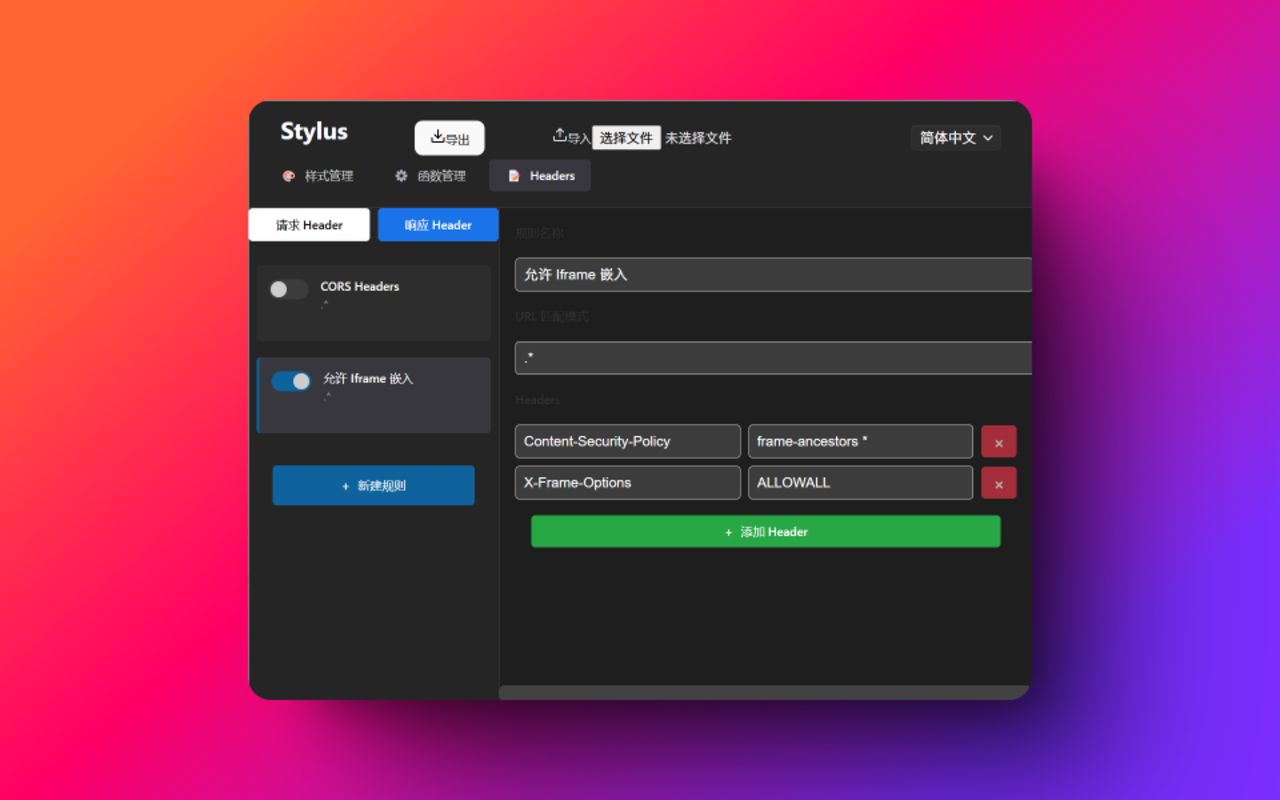 Stylus
导出
导入 选择文件 未选择文件
简体中文
样式管理
函数管理
Headers
请求 Header
响应 Header
CORS Headers
.*
允许 Iframe 嵌入
.*
+ 新建规则
规则名称
允许 Iframe 嵌入
URL 匹配模式
.*
Headers
Content-Security-Policy
frame-ancestors *
×
X-Frame-Options
ALLOWALL
×
+ 添加 Header